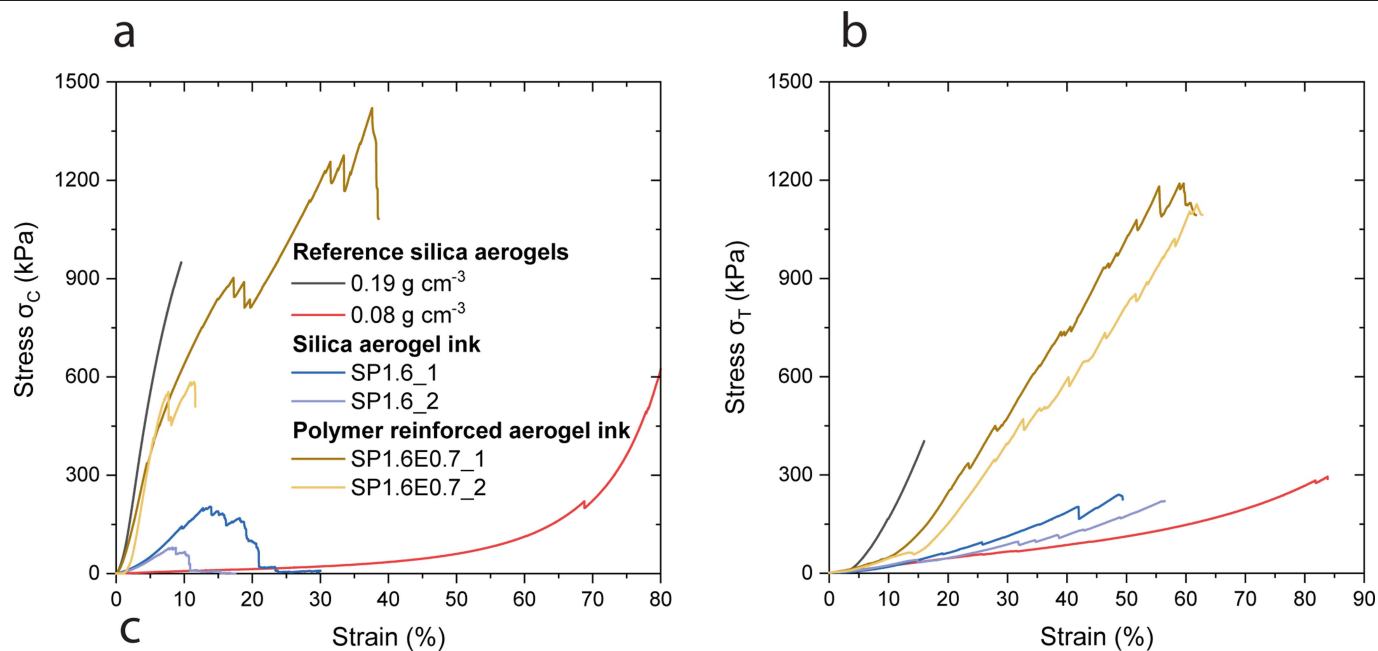 a
1500
1200
900
600
300
0
Stress σC (kPa)
0 10 20 30 40 50 60 70 80
Strain (%)
Reference silica aerogels
0.19 g cm-3
0.08 g cm-3
Silica aerogel ink
SP1.6_1
SP1.6_2
Polymer reinforced aerogel ink
SP1.6E0.7_1
SP1.6E0.7_2
b
1500
1200
900
600
300
0
Stress σT (kPa)
0 10 20 30 40 50 60 70 80 90
Strain (%)
c